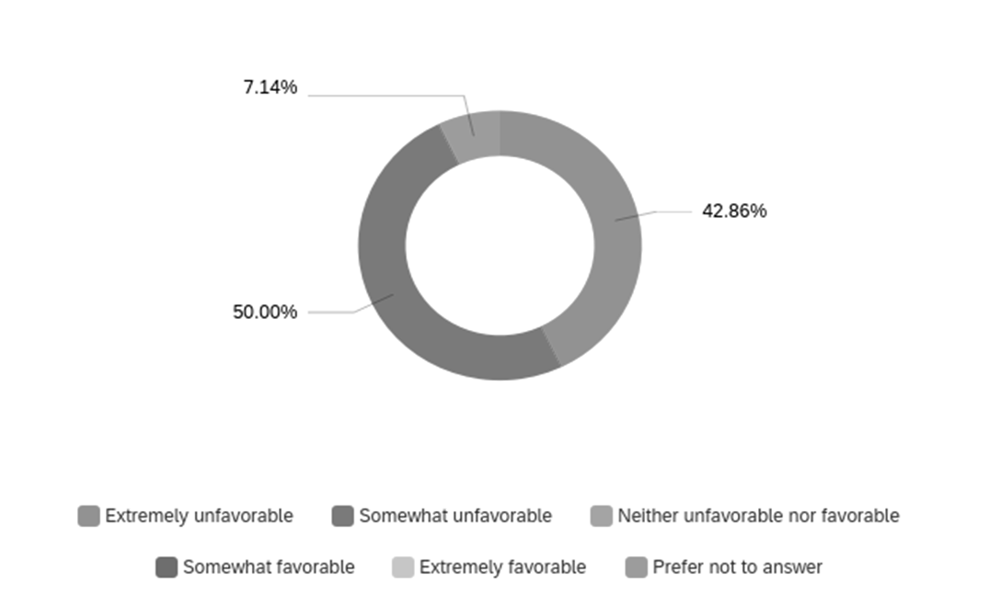 7.14%
42.86%
50.00%
Extremely unfavorable Somewhat unfavorable Neither unfavorable nor favorable
Somewhat favorable Extremely favorable Prefer not to answer